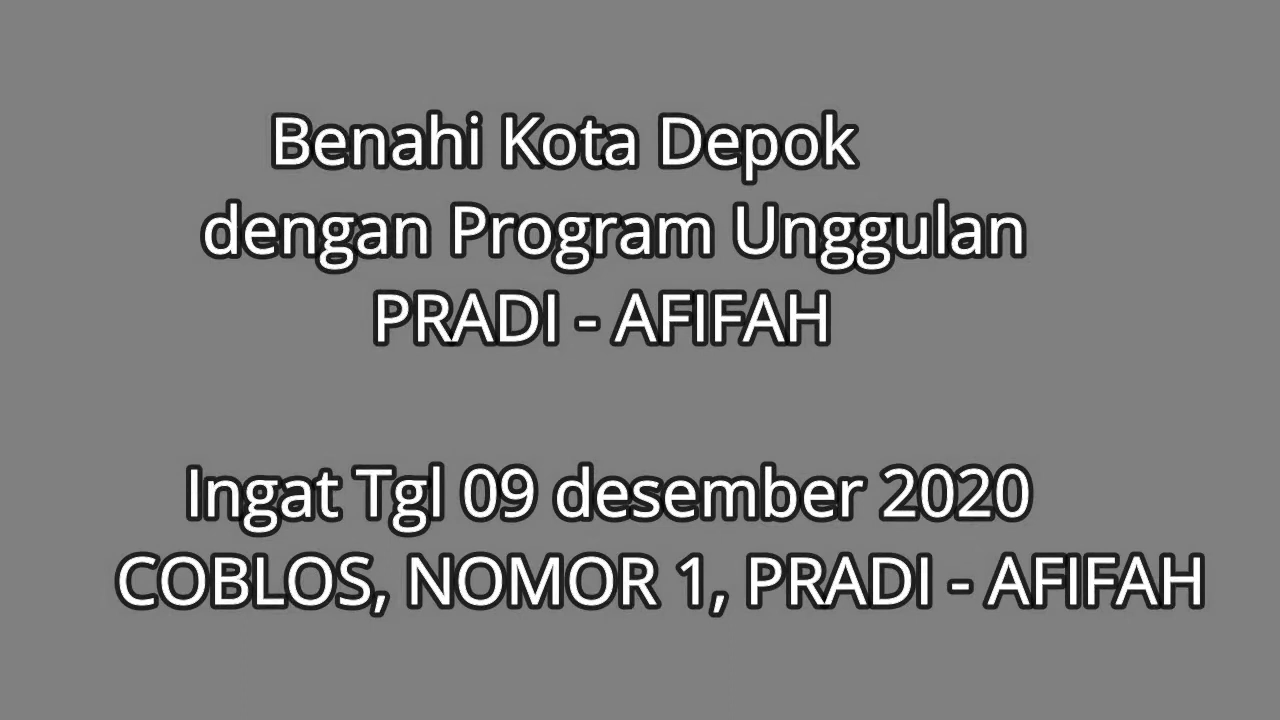 Benahi Kota Depok
dengan Program Unggulan
PRADI - AFIFAH
Ingat Tgl 09 desember 2020
COBLOS, NOMOR 1, PRADI - AFIFAH